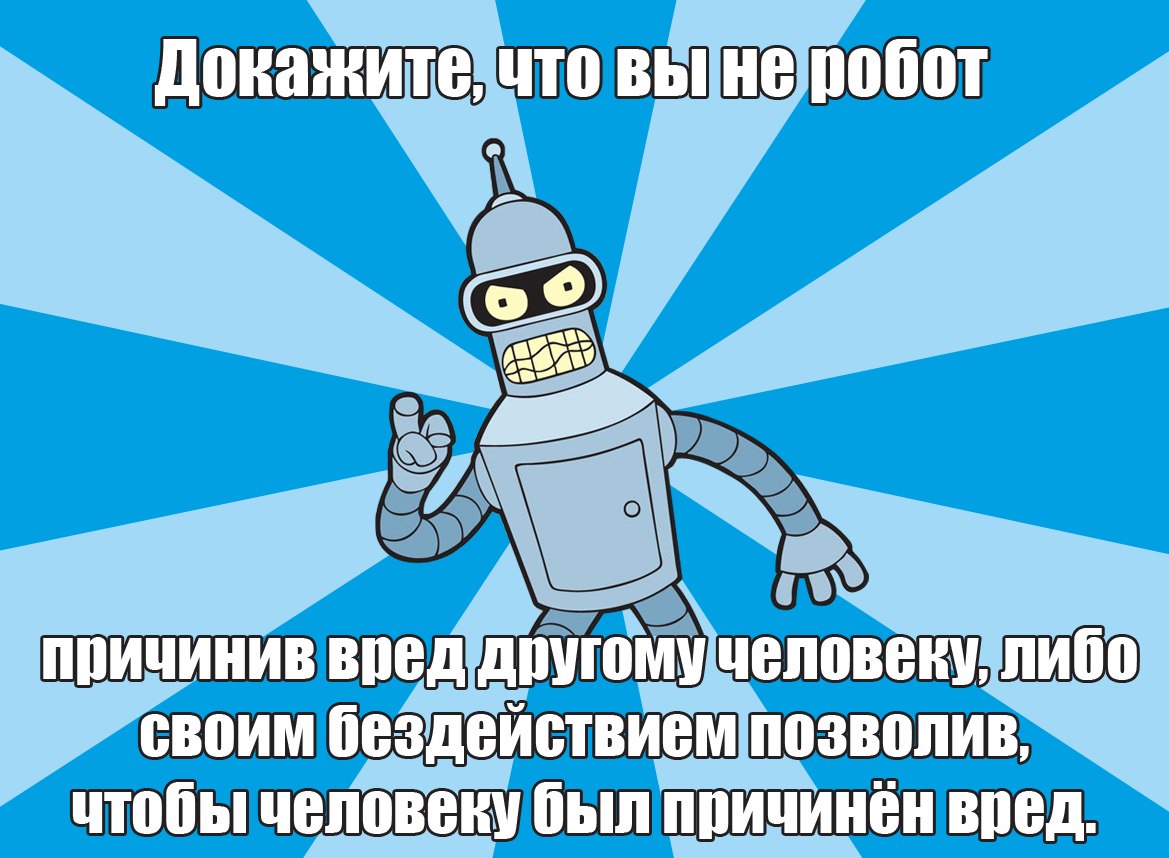 Докажите, что вы не робот
причинив вред другому человеку, либо
своим бездействием позволив,
чтобы человеку был причинён вред.